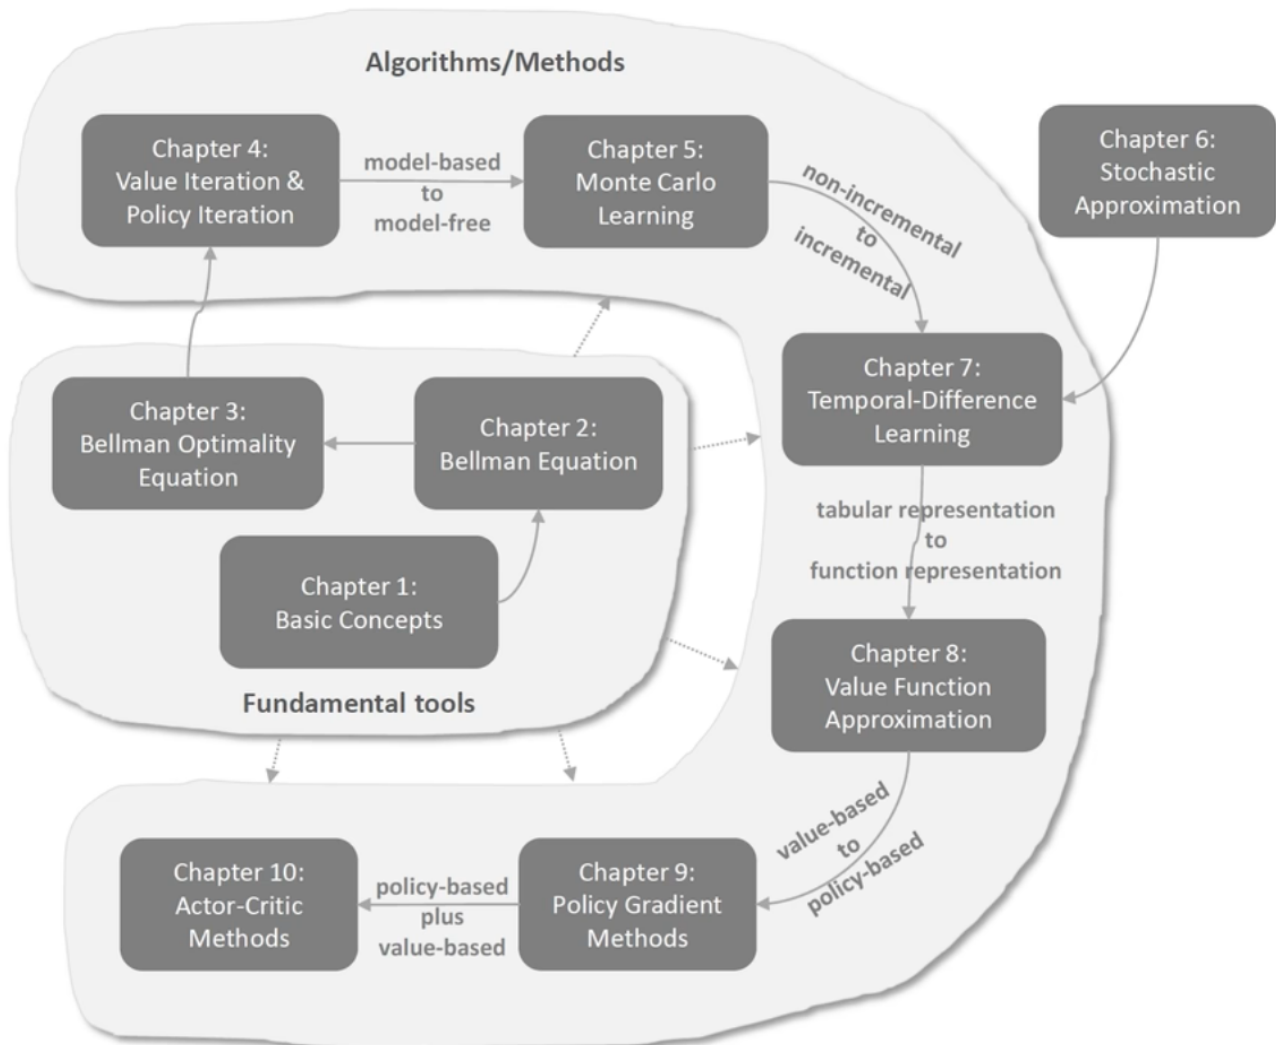 Algorithms/Methods
Chapter 4:
Value Iteration &
Policy Iteration
model-based
to
model-free
Chapter 5:
Monte Carlo
Learning
non-incremental
to
incremental
Chapter 6:
Stochastic
Approximation
Chapter 3:
Bellman Optimality
Equation
Chapter 2:
Bellman Equation
Chapter 7:
Temporal-Difference
Learning
Chapter 1:
Basic Concepts
Fundamental tools
tabular representation
to
function representation
Chapter 8:
Value Function
Approximation
value-based
to
policy-based
Chapter 10:
Actor-Critic
Methods
policy-based
plus
value-based
Chapter 9:
Policy Gradient
Methods